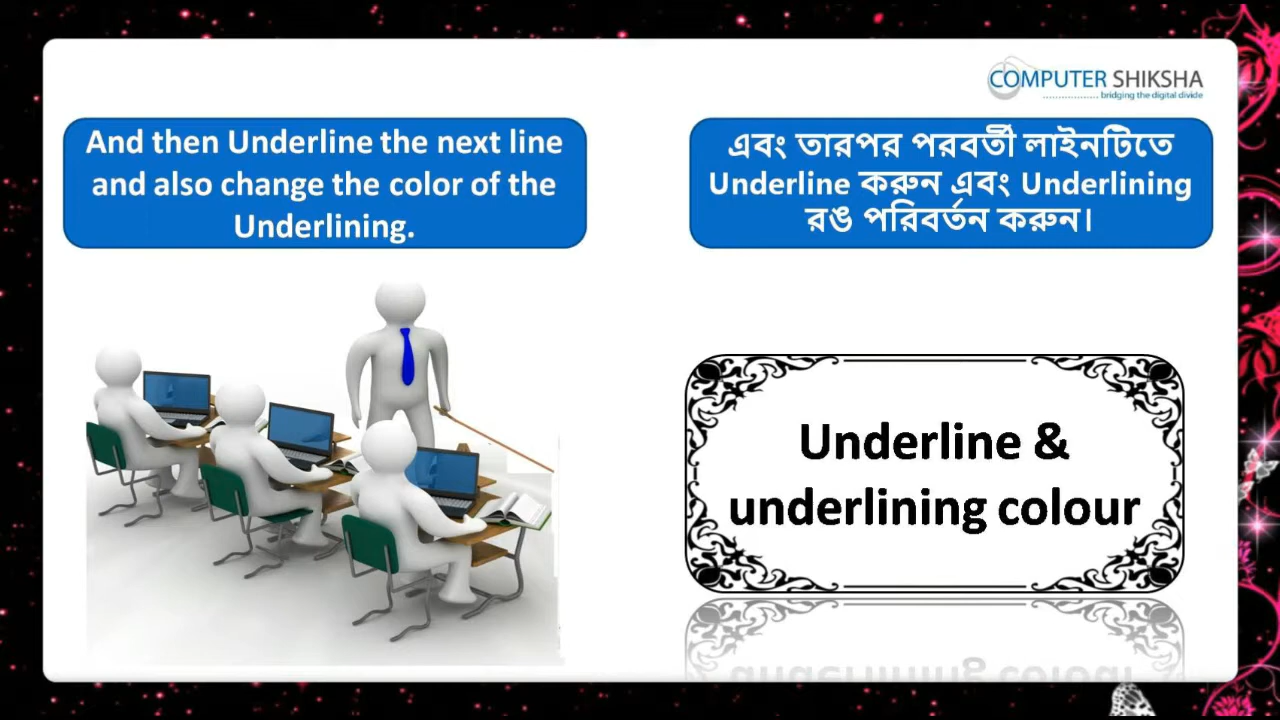 COMPUTER SHIKSHA
bridging the digital divide
And then Underline the next line
and also change the color of the
Underlining.
এবং তারপর পরবর্তী লাইনটিতে
Underline করুন এবং Underlining
রঙ পরিবর্তন করুন।
Underline &
underlining colour